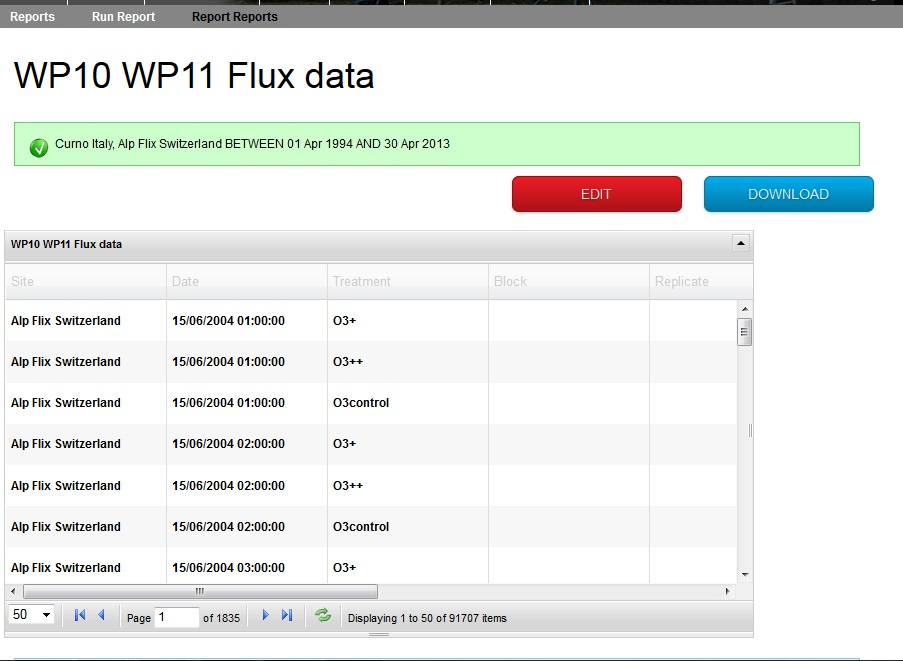 Reports Run Report Report Reports
WP10 WP11 Flux data
Curno Italy, Alp Flix Switzerland BETWEEN 01 Apr 1994 AND 30 Apr 2013
EDIT DOWNLOAD
WP10 WP11 Flux data
Site Date Treatment Block Replicate
Alp Flix Switzerland 15/06/2004 01:00:00 O3+
Alp Flix Switzerland 15/06/2004 01:00:00 O3++
Alp Flix Switzerland 15/06/2004 01:00:00 O3control
Alp Flix Switzerland 15/06/2004 02:00:00 O3+
Alp Flix Switzerland 15/06/2004 02:00:00 O3++
Alp Flix Switzerland 15/06/2004 02:00:00 O3control
Alp Flix Switzerland 15/06/2004 03:00:00 O3+
50 Page 1 of 1835 Displaying 1 to 50 of 91707 items